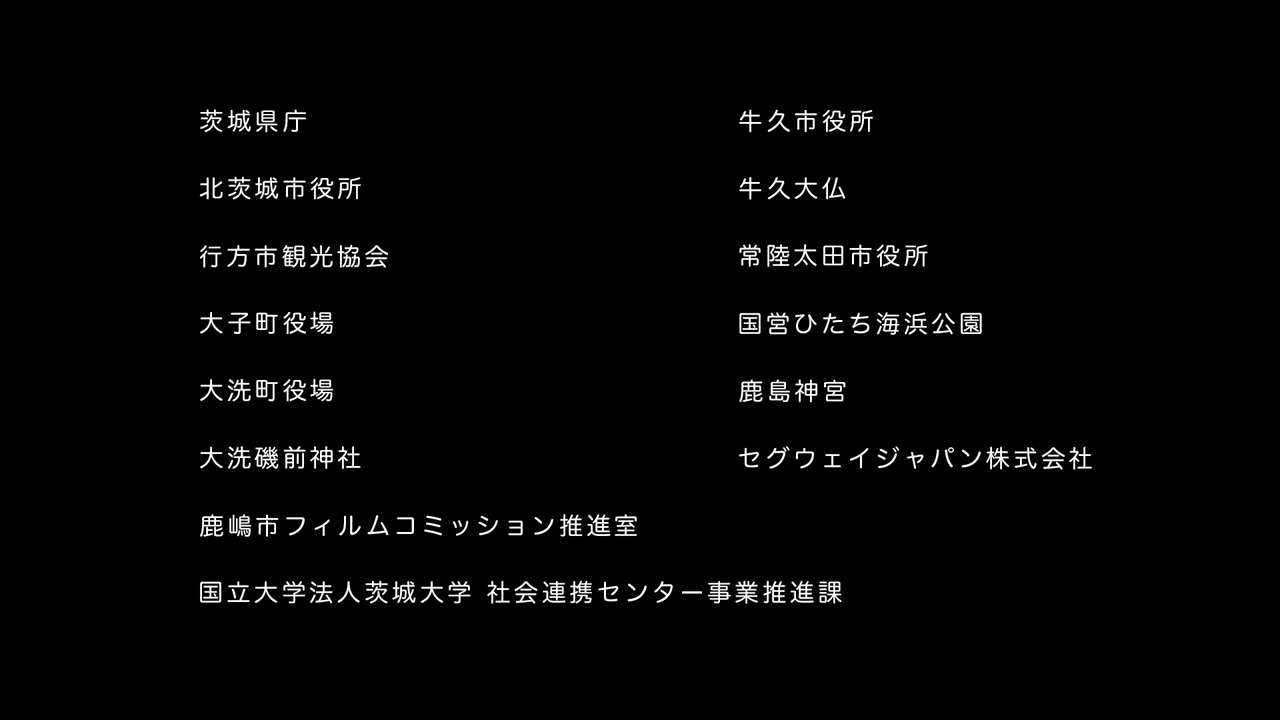 茨城県庁
北茨城市役所
行方市観光協会
大子町役場
大洗町役場
大洗磯前神社
鹿嶋市フィルムコミッション推進室
国立大学法人茨城大学 社会連携センター事業推進課
牛久市役所
牛久大仏
常陸太田市役所
国営ひたち海浜公園
鹿島神宮
セグウェイジャパン株式会社